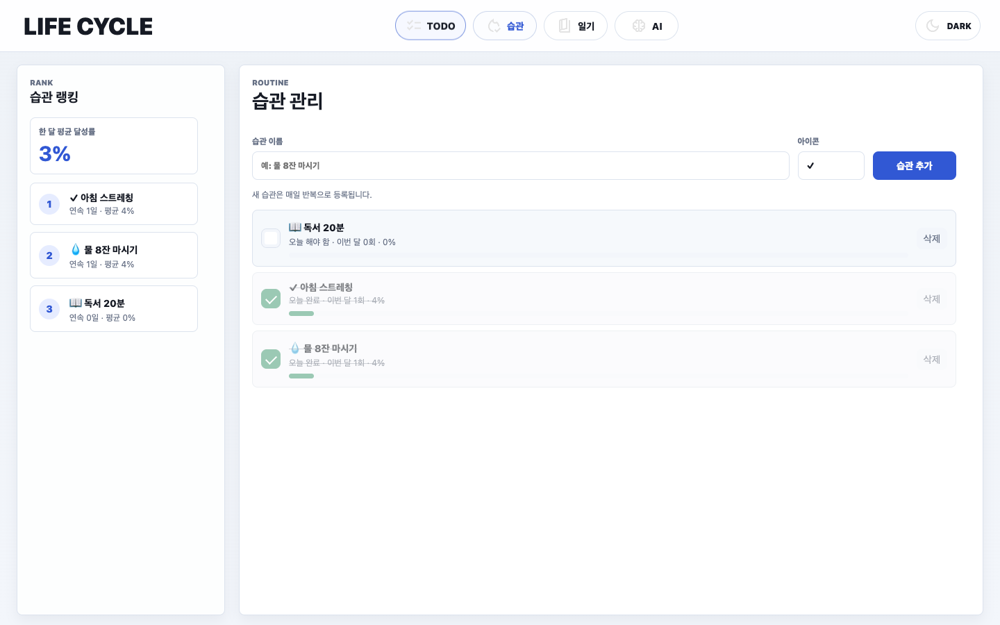 LIFE CYCLE
TODO
습관
일기
AI
DARK
RANK
습관 랭킹
한 달 평균 달성률
3%
1
✓ 아침 스트레칭
연속 1일 · 평균 4%
2
💧 물 8잔 마시기
연속 1일 · 평균 4%
3
📖 독서 20분
연속 0일 · 평균 0%
ROUTINE
습관 관리
습관 이름
아이콘
예: 물 8잔 마시기
✓
습관 추가
새 습관은 매일 반복으로 등록됩니다.
📖 독서 20분
오늘 해야 함 · 이번 달 0회 · 0%
삭제
✓ 아침 스트레칭
오늘 완료 · 이번 달 1회 · 4%
삭제
💧 물 8잔 마시기
오늘 완료 · 이번 달 1회 · 4%
삭제